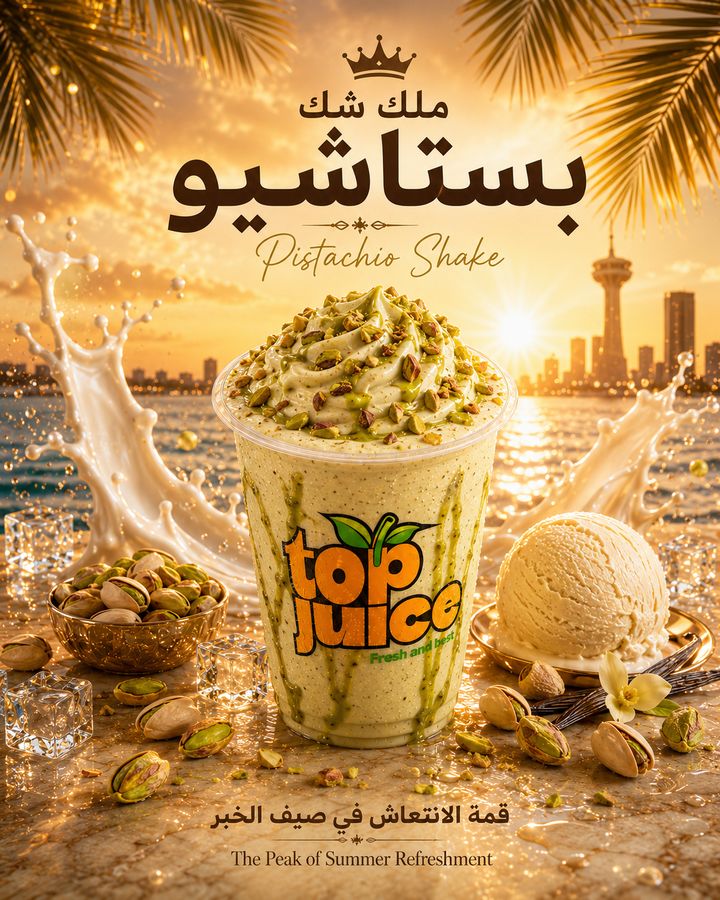 ملك شك
بستاشيو
Pistachio Shake
top
juice
Fresh and best
قمة الانتعاش في صيف الخبر
The Peak of Summer Refreshment